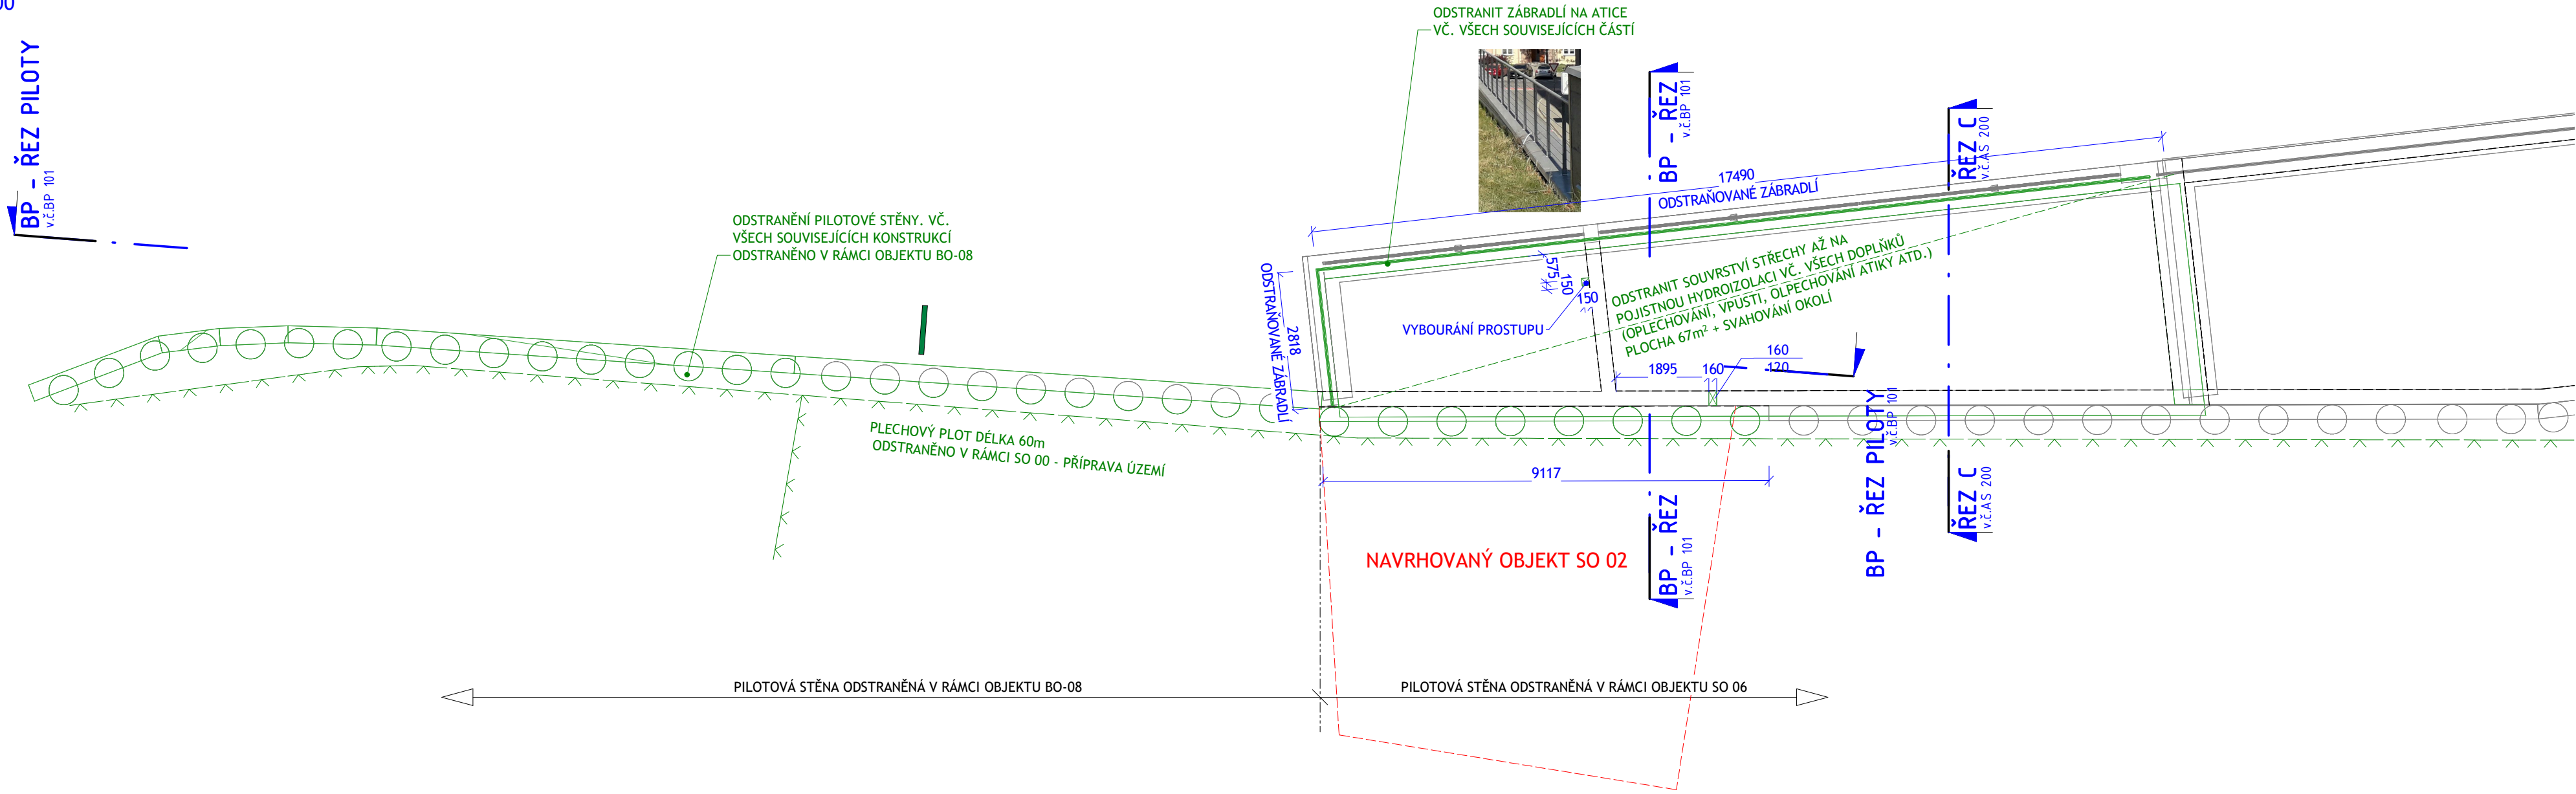 00
BP - ŘEZ PILOTY
v.č.BP 101
ODSTRANIT ZÁBRADLÍ NA ATICE
VČ. VŠECH SOUVISEJÍCÍCH ČÁSTÍ
BP - ŘEZ
v.č.BP 101
ŘEZ C
v.č.AS 200
17490
ODSTRAŇOVANÉ ZÁBRADLÍ
ODSTRANĚNÍ PILOTOVÉ STĚNY. VČ.
VŠECH SOUVISEJÍCÍCH KONSTRUKCÍ
ODSTRANĚNO V RÁMCI OBJEKTU BO-08
2818
ODSTRAŇOVANÉ ZÁBRADLÍ
575
150
150
VYBOURÁNÍ PROSTUPU
ODSTRANIT SOUVRSTVÍ STŘECHY AŽ NA
POJISTNOU HYDROIZOLACI VČ. VŠECH DOPLŇKŮ
(OPLECHOVÁNÍ, VPUSTI, OLPECHOVÁNÍ ATIKY ATD.)
PLOCHA 67m² + SVAHOVÁNÍ OKOLÍ
1895
160
160
120
PLECHOVÝ PLOT DÉLKA 60m
ODSTRANĚNO V RÁMCI SO 00 - PŘÍPRAVA ÚZEMÍ
9117
BP - ŘEZ PILOTY
v.č.BP 101
BP - ŘEZ
v.č.BP 101
ŘEZ C
v.č.AS 200
NAVRHOVANÝ OBJEKT SO 02
PILOTOVÁ STĚNA ODSTRANĚNÁ V RÁMCI OBJEKTU BO-08
PILOTOVÁ STĚNA ODSTRANĚNÁ V RÁMCI OBJEKTU SO 06